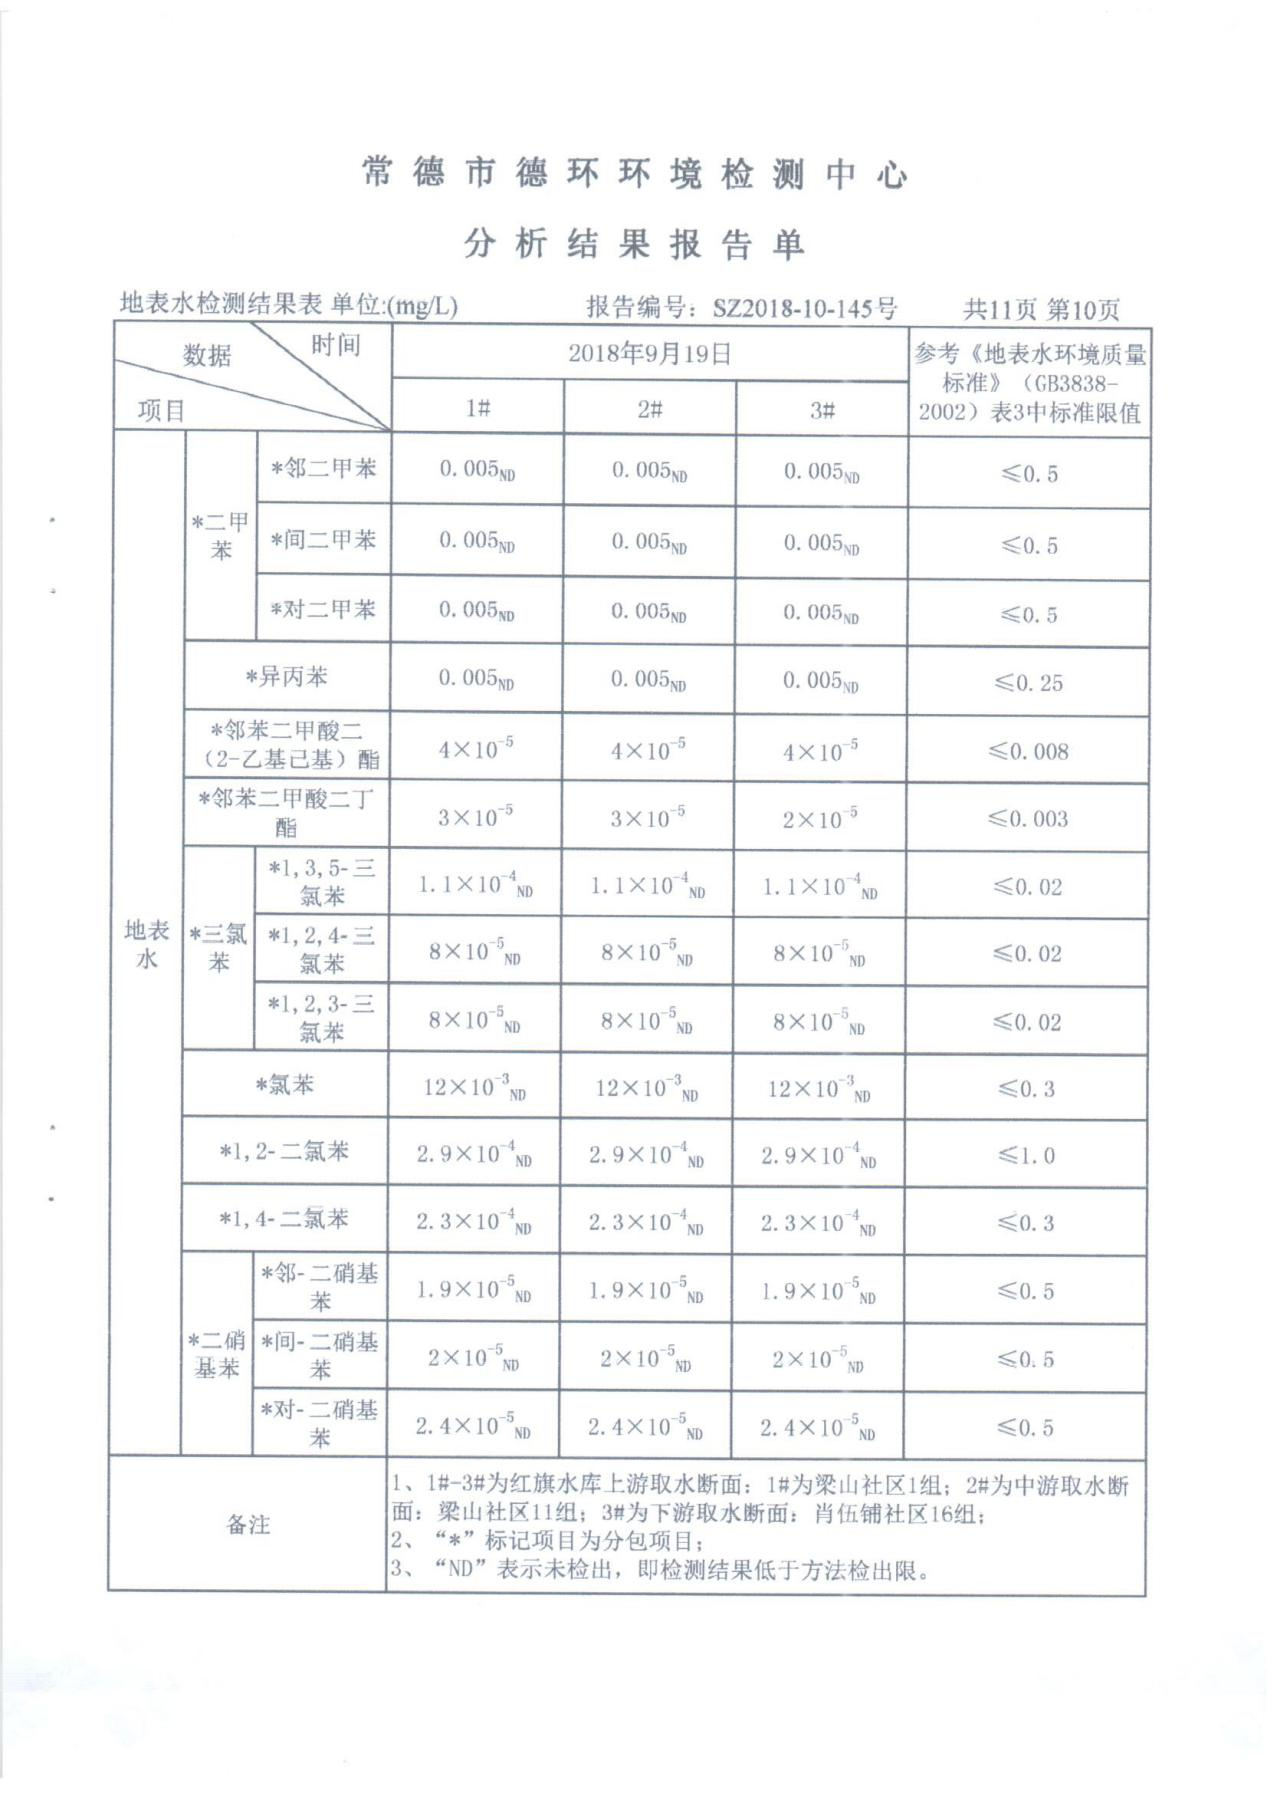 常德市德环环境检测中心
分析结果报告单
地表水检测结果表 单位:(mg/L) 报告编号：SZ2018-10-145号 共11页 第10页
数据 时间 项目 2018年9月19日 参考《地表水环境质量标准》（GB3838-2002）表3中标准限值
1# 2# 3#
地表水
*二甲苯
*邻二甲苯 0.005ND 0.005ND 0.005ND ≤0.5
*间二甲苯 0.005ND 0.005ND 0.005ND ≤0.5
*对二甲苯 0.005ND 0.005ND 0.005ND ≤0.5
*异丙苯 0.005ND 0.005ND 0.005ND ≤0.25
*邻苯二甲酸二（2-乙基己基）酯 4×10⁻⁵ 4×10⁻⁵ 4×10⁻⁵ ≤0.008
*邻苯二甲酸二丁酯 3×10⁻⁵ 3×10⁻⁵ 2×10⁻⁵ ≤0.003
*三氯苯
*1,3,5-三氯苯 1.1×10⁻⁴ND 1.1×10⁻⁴ND 1.1×10⁻⁴ND ≤0.02
*1,2,4-三氯苯 8×10⁻⁵ND 8×10⁻⁵ND 8×10⁻⁵ND ≤0.02
*1,2,3-三氯苯 8×10⁻⁵ND 8×10⁻⁵ND 8×10⁻⁵ND ≤0.02
*氯苯 12×10⁻³ND 12×10⁻³ND 12×10⁻³ND ≤0.3
*1,2-二氯苯 2.9×10⁻⁴ND 2.9×10⁻⁴ND 2.9×10⁻⁴ND ≤1.0
*1,4-二氯苯 2.3×10⁻⁴ND 2.3×10⁻⁴ND 2.3×10⁻⁴ND ≤0.3
*二硝基苯
*邻-二硝基苯 1.9×10⁻⁵ND 1.9×10⁻⁵ND 1.9×10⁻⁵ND ≤0.5
*间-二硝基苯 2×10⁻⁵ND 2×10⁻⁵ND 2×10⁻⁵ND ≤0.5
*对-二硝基苯 2.4×10⁻⁵ND 2.4×10⁻⁵ND 2.4×10⁻⁵ND ≤0.5
备注
1、1#-3#为红旗水库上游取水断面：1#为梁山社区1组；2#为中游取水断
面：梁山社区11组；3#为下游取水断面：肖伍铺社区16组；
2、“*”标记项目为分包项目；
3、“ND”表示未检出，即检测结果低于方法检出限。